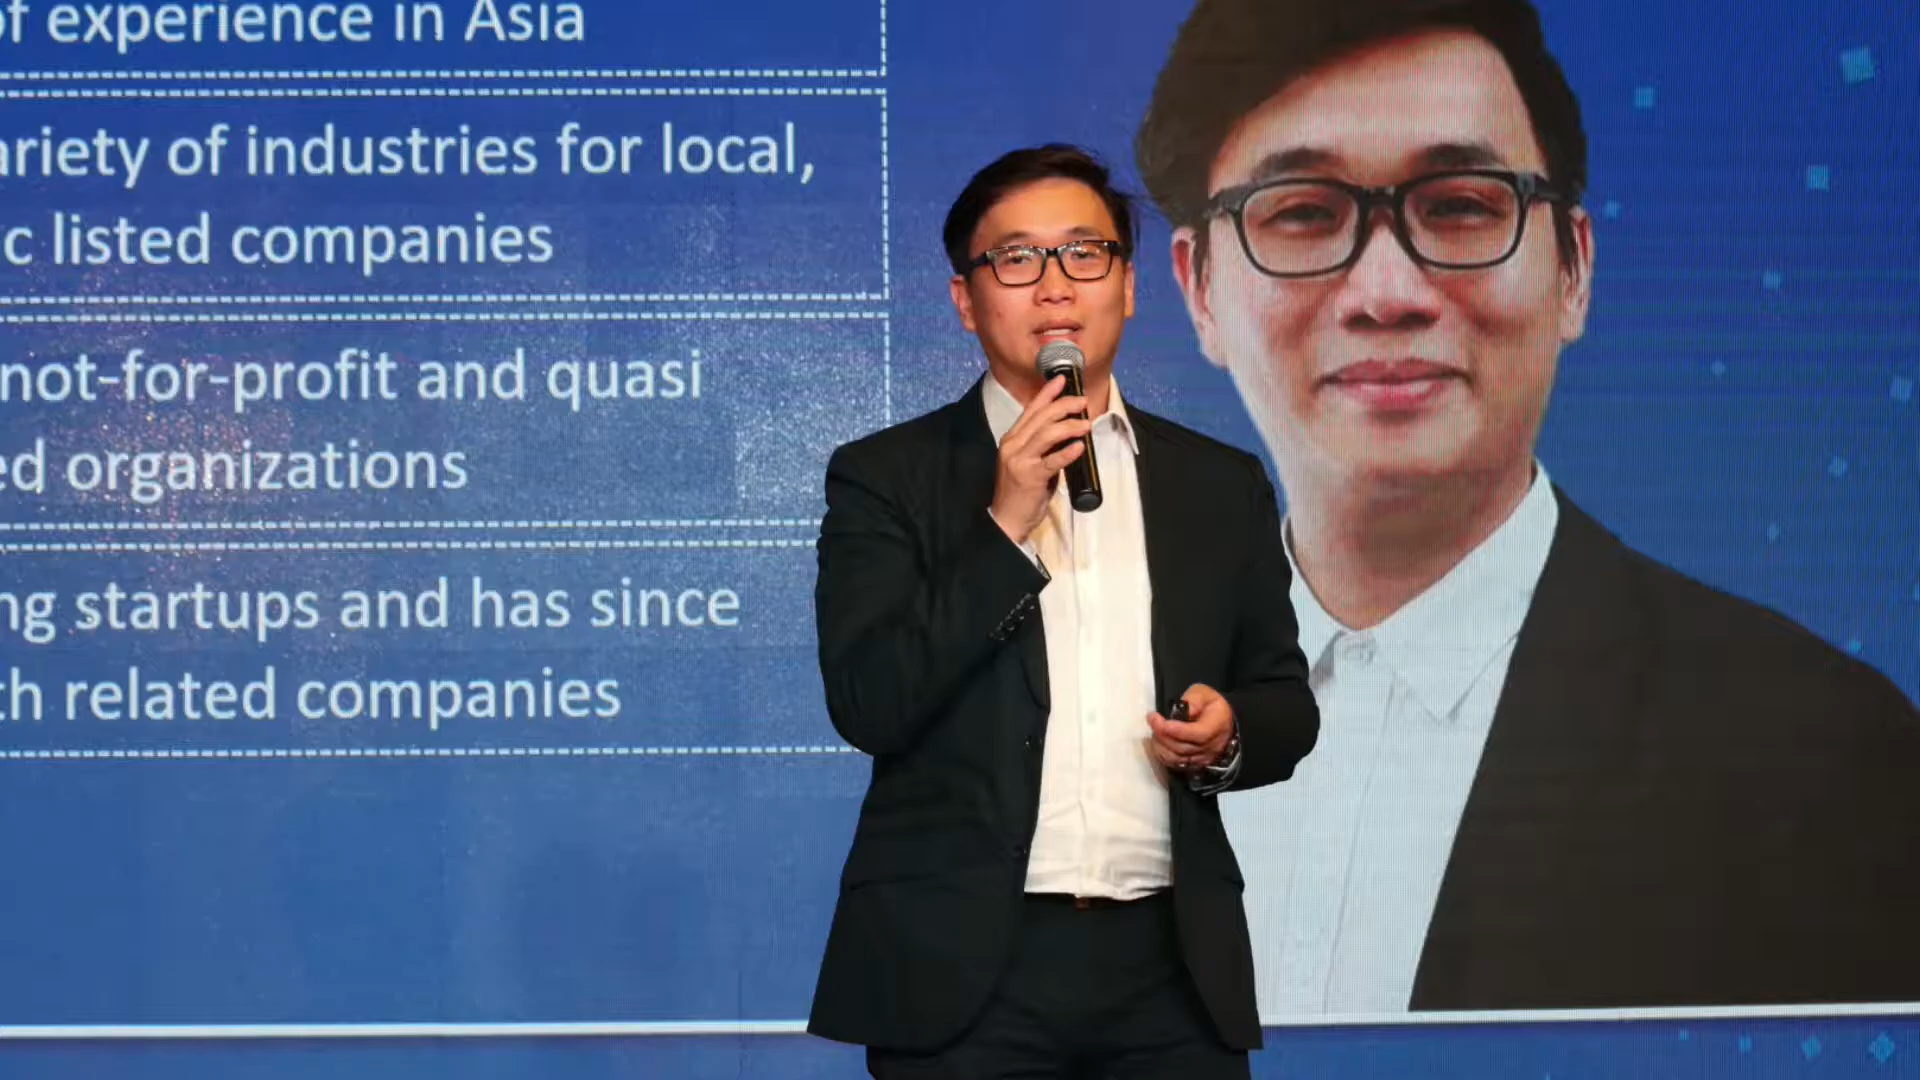 of experience in Asia
ariety of industries for local,
c listed companies
not-for-profit and quasi
ed organizations
ng startups and has since
th related companies